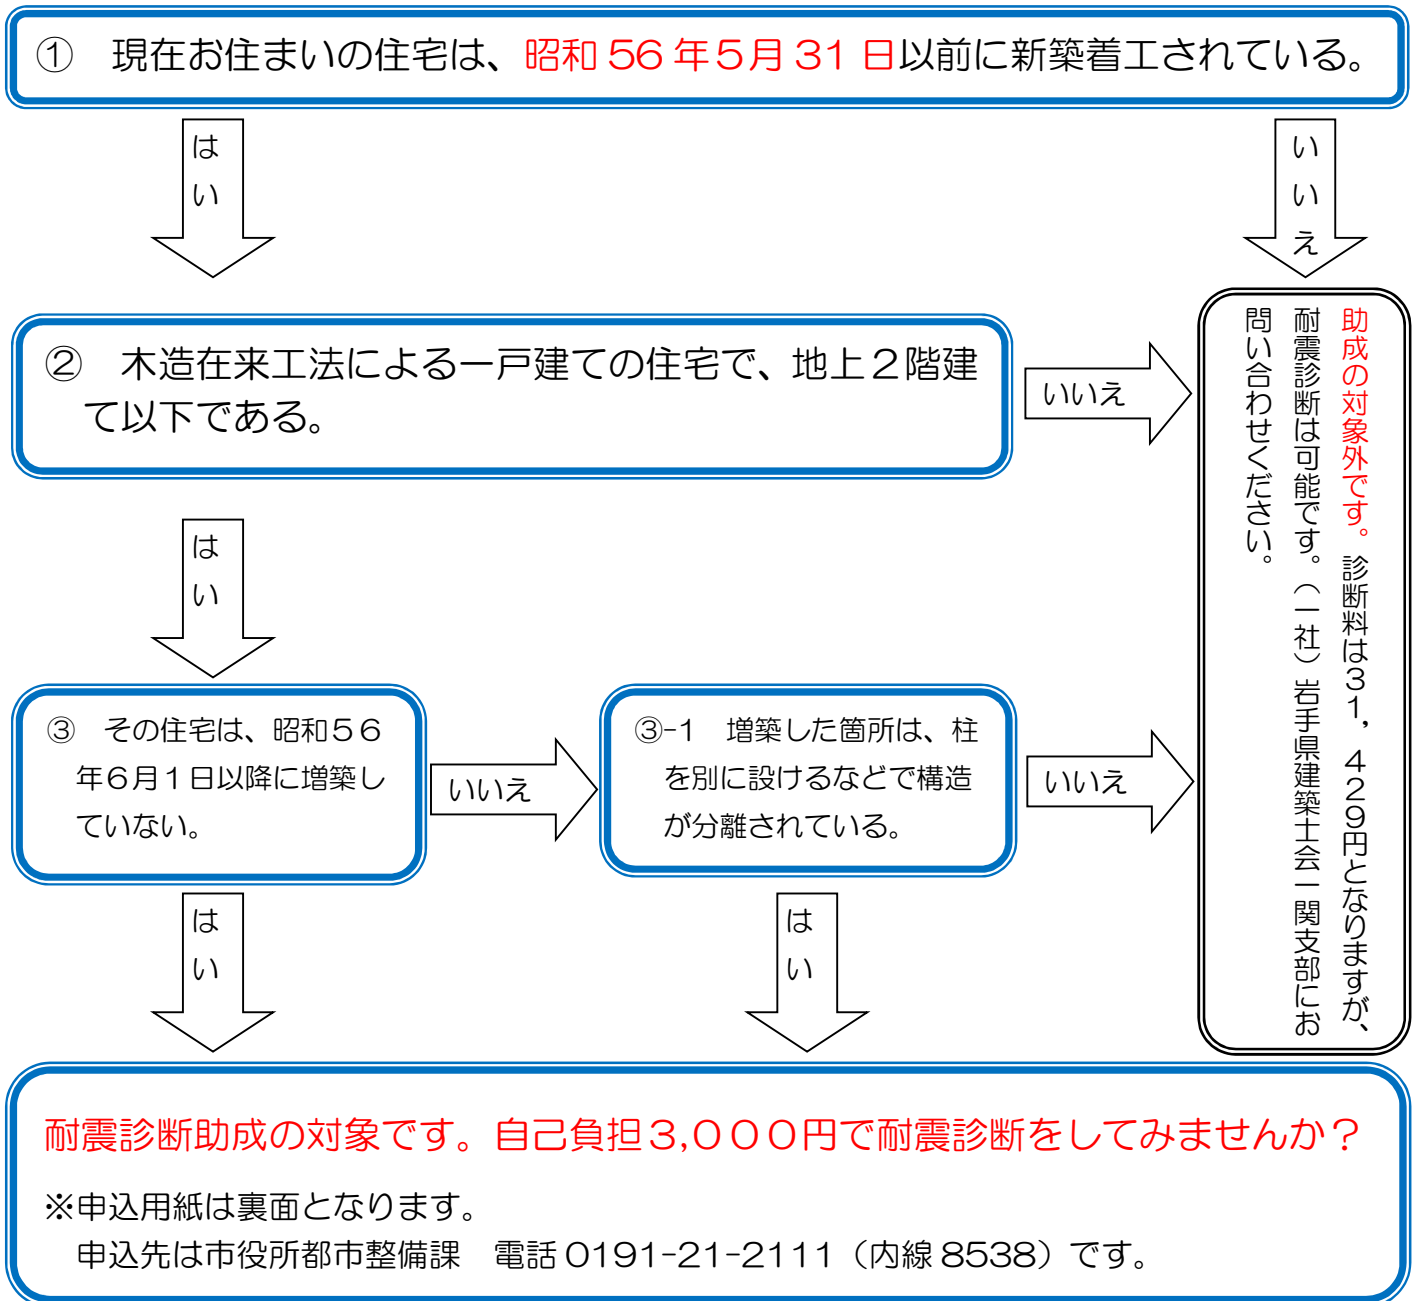 ①　現在お住まいの住宅は、昭和56年5月31日以前に新築着工されている。
は
い
い
い
え
②　木造在来工法による一戸建ての住宅で、地上２階建
て以下である。
いいえ
助成の対象外です。診断料は３１，４２９円となりますが、
耐震診断は可能です。（一社）岩手県建築士会一関支部にお
問い合わせください。
は
い
③　その住宅は、昭和５６
年６月１日以降に増築し
ていない。
いいえ
③-1　増築した箇所は、柱
を別に設けるなどで構造
が分離されている。
いいえ
は
い
は
い
耐震診断助成の対象です。自己負担３,０００円で耐震診断をしてみませんか？
※申込用紙は裏面となります。
申込先は市役所都市整備課　電話 0191-21-2111（内線 8538）です。